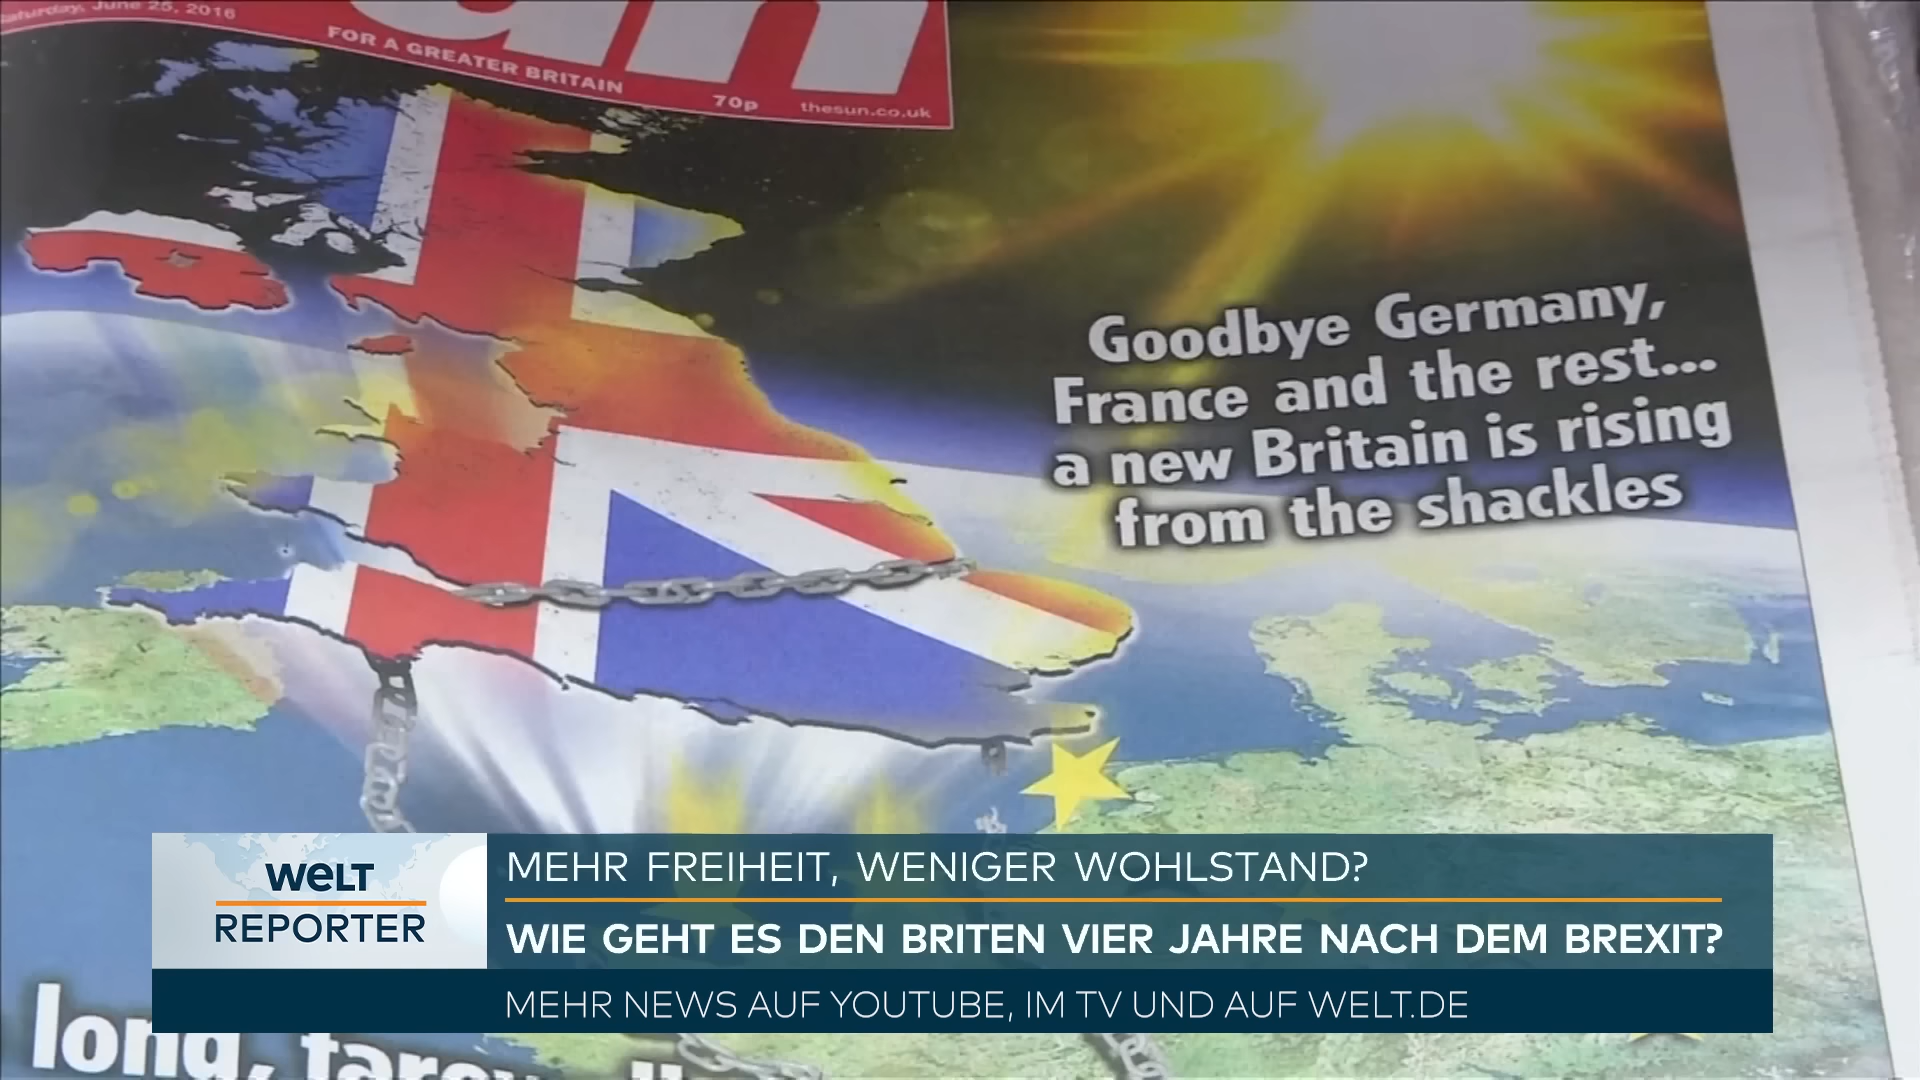 Saturday, June 25, 2016
FOR A GREATER BRITAIN
70p
thesun.co.uk
Goodbye Germany,
France and the rest...
a new Britain is rising
from the shackles
WELT
REPORTER
MEHR FREIHEIT, WENIGER WOHLSTAND?
WIE GEHT ES DEN BRITEN VIER JAHRE NACH DEM BREXIT?
MEHR NEWS AUF YOUTUBE, IM TV UND AUF WELT.DE
long,